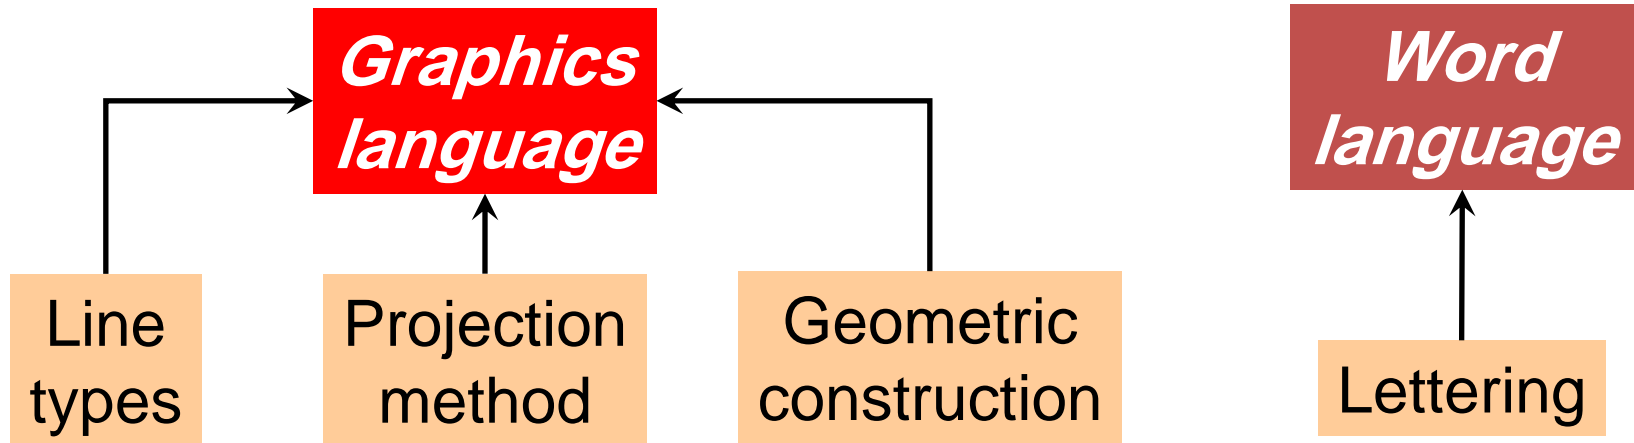 Graphics
language
Word
language
Line
types
Projection
method
Geometric
construction
Lettering